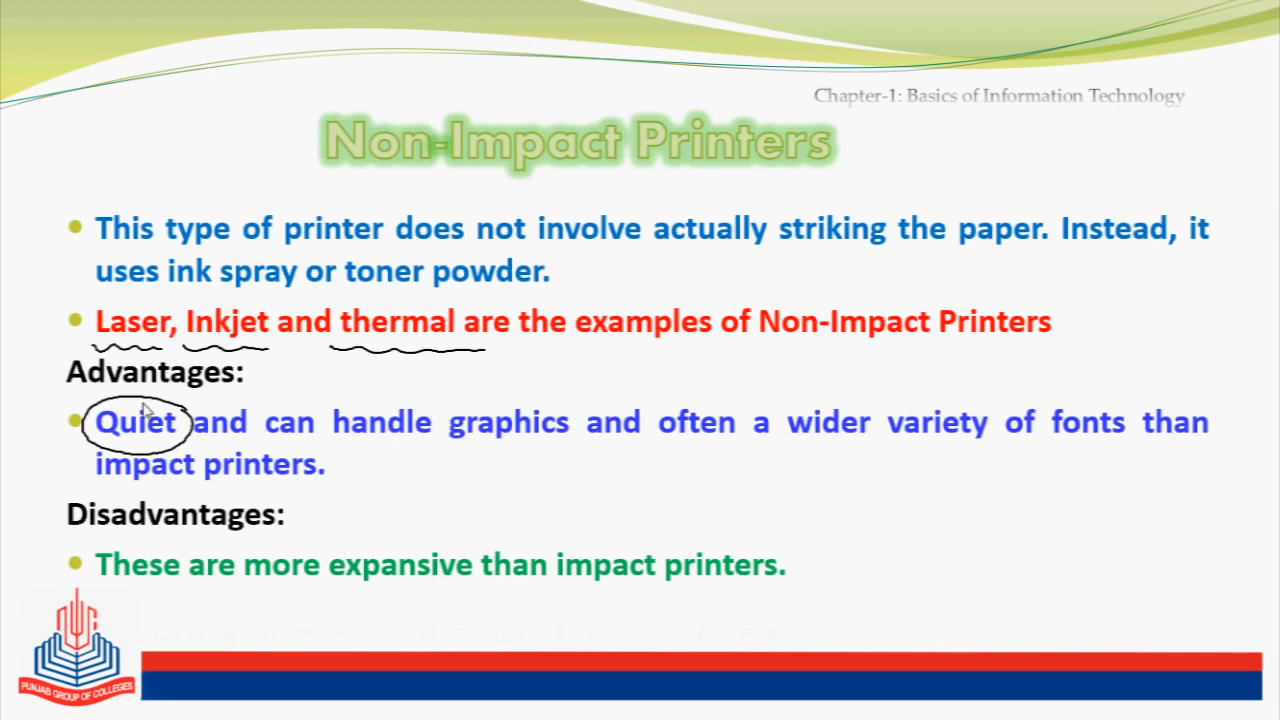 Chapter-1: Basics of Information Technology
Non-Impact Printers
This type of printer does not involve actually striking the paper. Instead, it
uses ink spray or toner powder.
Laser, Inkjet and thermal are the examples of Non-Impact Printers
Advantages:
Quiet and can handle graphics and often a wider variety of fonts than
impact printers.
Disadvantages:
These are more expansive than impact printers.
PUNJAB GROUP OF COLLEGES